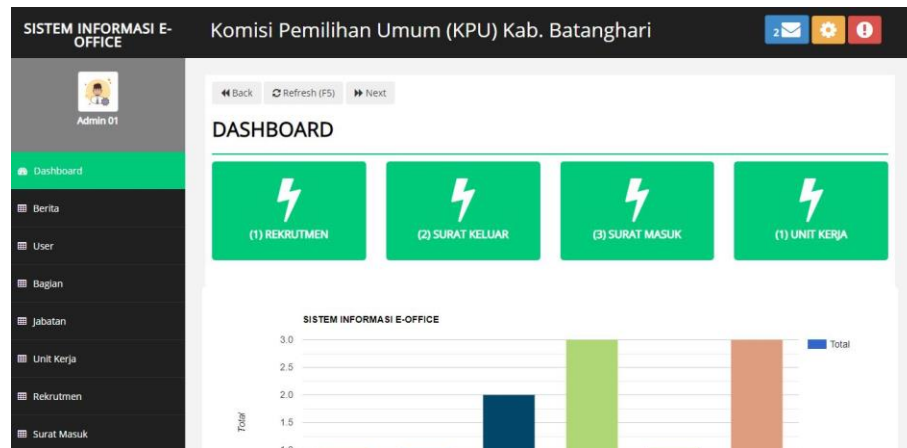 SISTEM INFORMASI E-
OFFICE
Komisi Pemilihan Umum (KPU) Kab. Batanghari
2
Admin 01
Dashboard
Berita
User
Bagian
Jabatan
Unit Kerja
Rekrutmen
Surat Masuk
Back Refresh (F5) Next
DASHBOARD
(1) REKRUTMEN
(2) SURAT KELUAR
(3) SURAT MASUK
(1) UNIT KERJA
SISTEM INFORMASI E-OFFICE
Total
3.0
2.5
2.0
1.5
1.0
Total